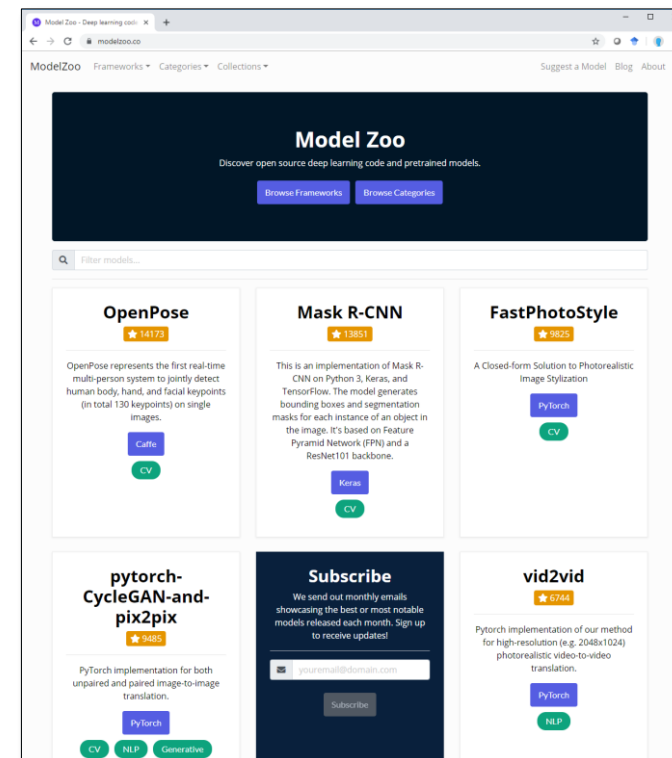 Model Zoo - Deep learning code
modelzoo.co
ModelZoo Frameworks Categories Collections Suggest a Model Blog About
Model Zoo
Discover open source deep learning code and pretrained models.
Browse Frameworks Browse Categories
Filter models...
OpenPose
14173
OpenPose represents the first real-time
multi-person system to jointly detect
human body, hand, and facial keypoints
(in total 130 keypoints) on single
images.
Caffe
CV
Mask R-CNN
13851
This is an implementation of Mask R-
CNN on Python 3, Keras, and
TensorFlow. The model generates
bounding boxes and segmentation
masks for each instance of an object in
the image. It's based on Feature
Pyramid Network (FPN) and a
ResNet101 backbone.
Keras
CV
FastPhotoStyle
9825
A Closed-form Solution to Photorealistic
Image Stylization
PyTorch
CV
pytorch-
CycleGAN-and-
pix2pix
9485
PyTorch implementation for both
unpaired and paired image-to-image
translation.
PyTorch
CV NLP Generative
Subscribe
We send out monthly emails
showcasing the best or most notable
models released each month. Sign up
to receive updates!
youremail@domain.com
Subscribe
vid2vid
6744
Pytorch implementation of our method
for high-resolution (e.g. 2048x1024)
photorealistic video-to-video
translation.
PyTorch
NLP